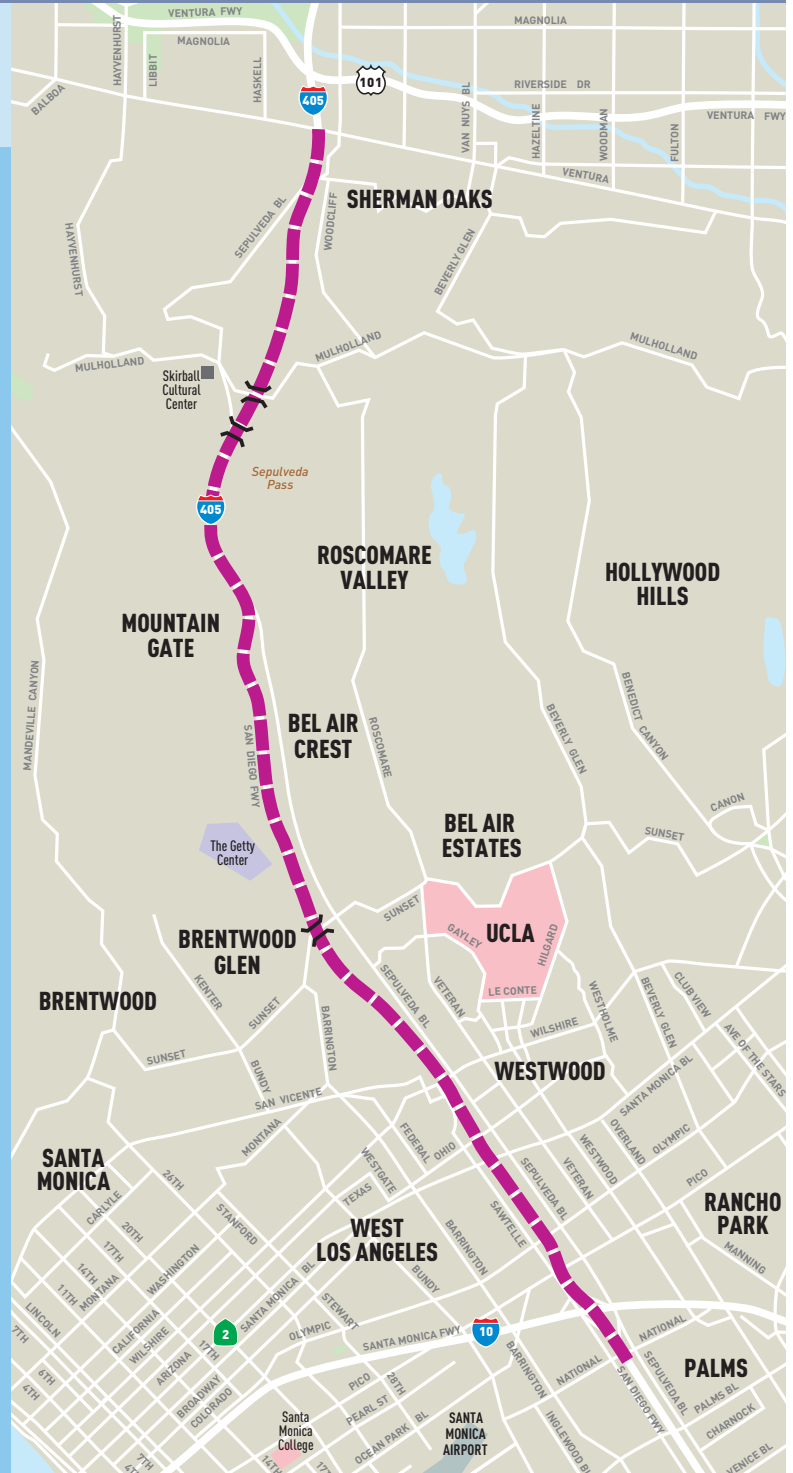 VENTURA FWY
MAGNOLIA
HAYVENHURST
LIBBIT
MAGNOLIA
HASKELL
BALBOA
101
405
RIVERSIDE DR
VAN NUYS BL
HAZELTINE
WOODMAN
FULTON
VENTURA FWY
VENTURA
SHERMAN OAKS
SEPULVEDA BL
WOODCLIFF
HAYVENHURST
BEVERLY GLEN
MULHOLLAND
MULHOLLAND
MULHOLLAND
Skirball
Cultural
Center
Sepulveda
Pass
405
ROSCOMARE
VALLEY
HOLLYWOOD
HILLS
MOUNTAIN
GATE
MANDEVILLE CANYON
BEL AIR
CREST
SAN DIEGO FWY
ROSCOMARE
BEVERLY GLEN
BENEDICT CANYON
CANON
SUNSET
BEL AIR
ESTATES
The Getty
Center
SUNSET
UCLA
GAYLEY
HILGARD
LE CONTE
BRENTWOOD
GLEN
BRENTWOOD
KENTER
SUNSET
SUNSET
BARRINGTON
BUNDY
SEPULVEDA BL
VETERAN
WILSHIRE
WESTHOLME
BEVERLY GLEN
CLUB VIEW
AVE OF THE STARS
WESTWOOD
SAN VICENTE
MONTANA
SANTA MONICA BL
OVERLAND
OLYMPIC
WESTWOOD
VETERAN
SEPULVEDA BL
FEDERAL
OHIO
WESTGATE
TEXAS
SANTA
MONICA
CARLYLE
26TH
STANFORD
20TH
17TH
14TH
11TH
MONTANA
WASHINGTON
WEST
LOS ANGELES
BARRINGTON
SAWTELLE
BUNDY
PICO
RANCHO
PARK
MANNING
LINCOLN
7TH
6TH
4TH
CALIFORNIA
WILSHIRE
ARIZONA
17TH
BROADWAY
COLORADO
2
SANTA MONICA BL
STEWART
OLYMPIC
SANTA MONICA FWY
10
NATIONAL
NATIONAL
BARRINGTON
SAN DIEGO FWY
SEPULVEDA BL
PALMS
PALMS BL
CHARNOCK
VENICE BL
PICO
28TH
PEARL ST
OCEAN PARK BL
Santa
Monica
College
SANTA
MONICA
AIRPORT
INGLEWOOD BL
14TH
17TH
7TH
4TH